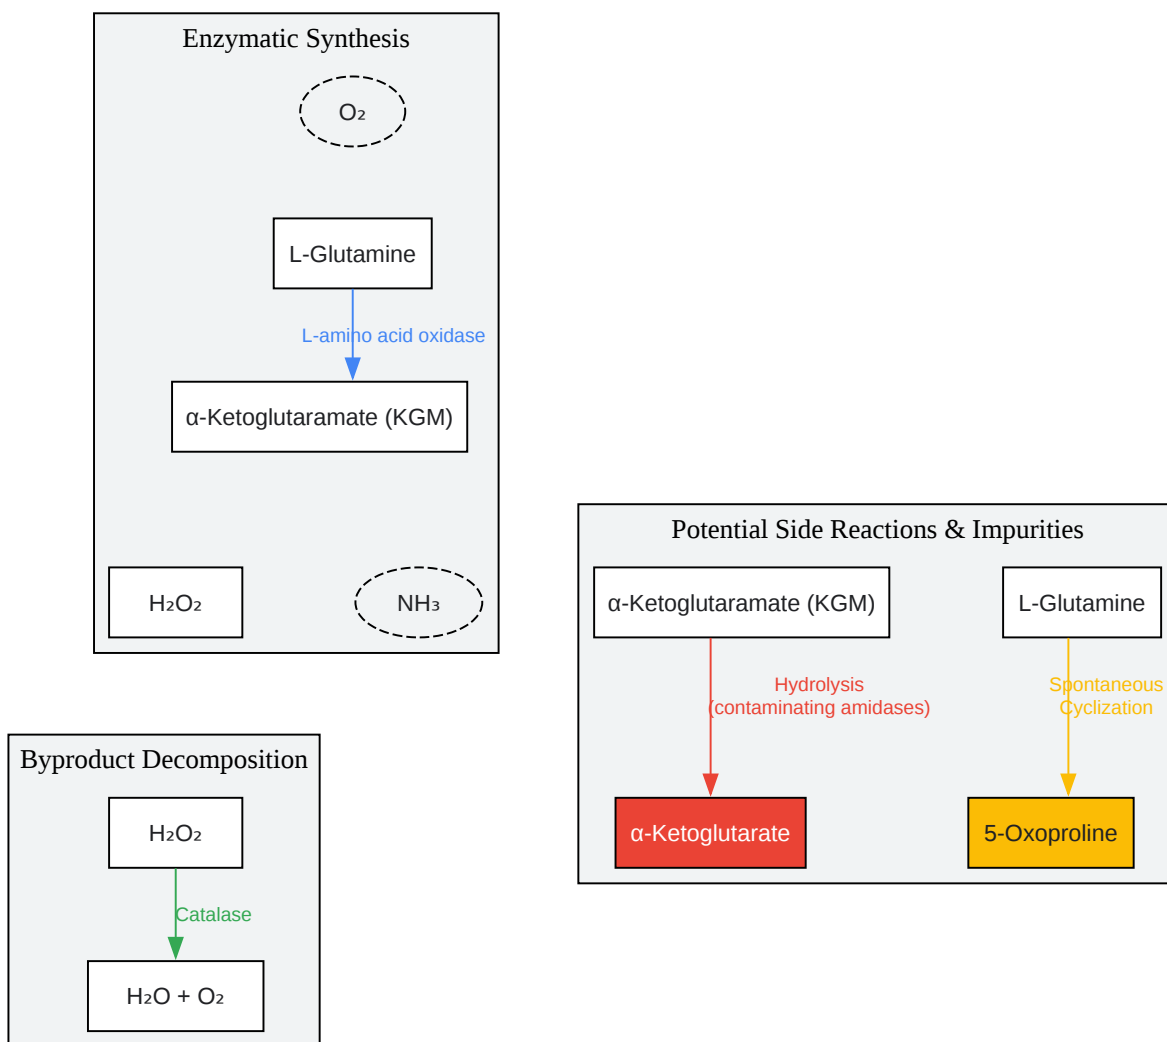 Enzymatic Synthesis
O₂
L-Glutamine
L-amino acid oxidase
α-Ketoglutaramate (KGM)
H₂O₂
NH₃
Potential Side Reactions & Impurities
α-Ketoglutaramate (KGM)
L-Glutamine
Hydrolysis
(contaminating amidases)
Spontaneous
Cyclization
α-Ketoglutarate
5-Oxoproline
Byproduct Decomposition
H₂O₂
Catalase
H₂O + O₂